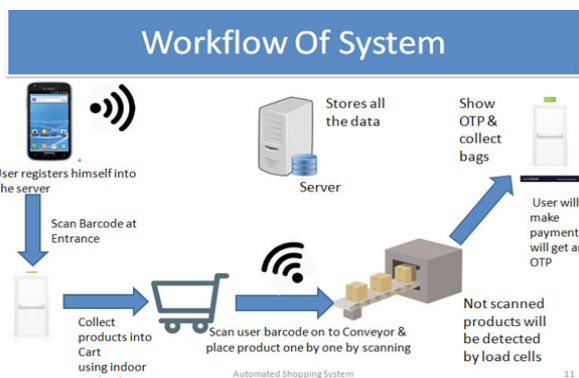 Workflow Of System
User registers himself into
the server
Stores all
the data
Server
Show
OTP &
collect
bags
User will
make
payment
will get an
OTP
Scan Barcode at
Entrance
Collect
products into
Cart
using indoor
Scan user barcode on to Conveyor &
place product one by one by scanning
Not scanned
products will
be detected
by load cells
Automated Shopping System
11